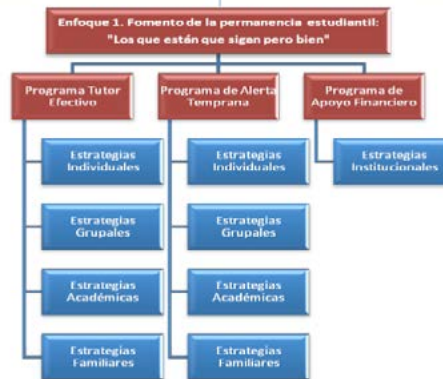 Enfoque 1. Fomento de la permanencia estudiantil:
"Los que están que sigan pero bien"
Programa Tutor
Efectivo
Programa de Alerta
Temprana
Programa de
Apoyo Financiero
Estrategias
Individuales
Estrategias
Individuales
Estrategias
Institucionales
Estrategias
Grupales
Estrategias
Grupales
Estrategias
Académicas
Estrategias
Académicas
Estrategias
Familiares
Estrategias
Familiares